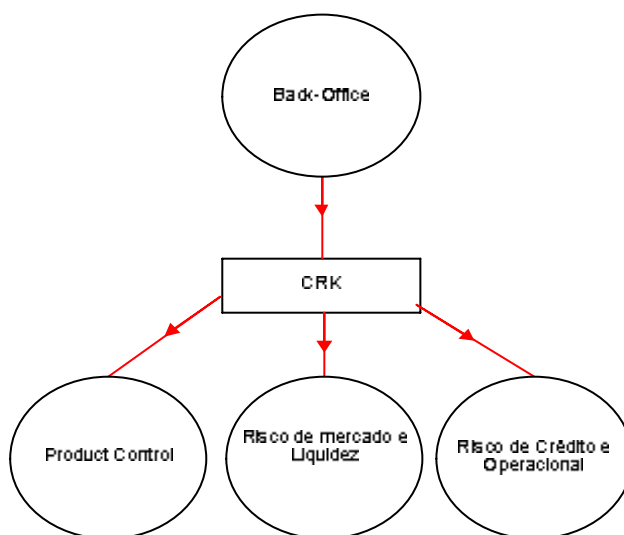 Back-Office
CRK
Product Control
Risco de mercado e
Liquidez
Risco de Crédito e
Operacional